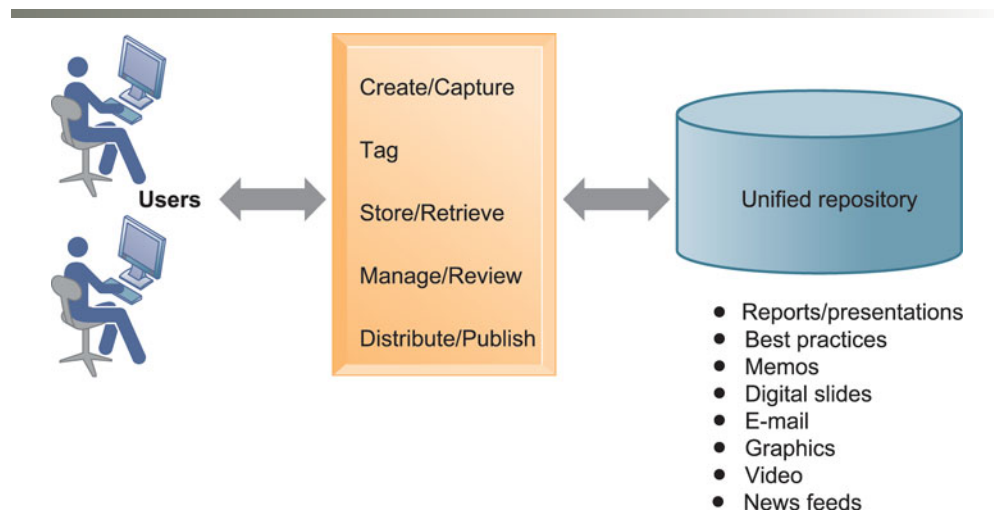 Users
Create/Capture
Tag
Store/Retrieve
Manage/Review
Distribute/Publish
Unified repository
● Reports/presentations
● Best practices
● Memos
● Digital slides
● E-mail
● Graphics
● Video
● News feeds